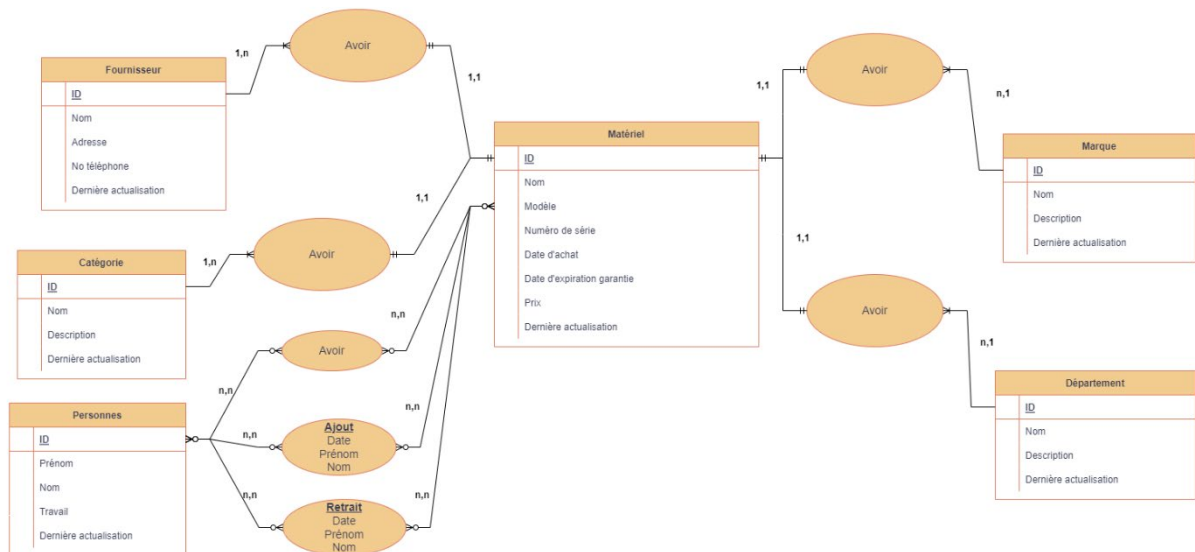 Avoir
1,n
1,1
Fournisseur
ID
Nom
Adresse
No téléphone
Dernière actualisation
Avoir
1,1
n,1
Matériel
ID
Nom
Modèle
Numéro de série
Date d'achat
Date d'expiration garantie
Prix
Dernière actualisation
Marque
ID
Nom
Description
Dernière actualisation
1,1
Avoir
1,n
Catégorie
ID
Nom
Description
Dernière actualisation
1,1
Avoir
n,1
Département
ID
Nom
Description
Dernière actualisation
n,n
Avoir
n,n
Personnes
ID
Prénom
Nom
Travail
Dernière actualisation
n,n
Ajout
Date
Prénom
Nom
n,n
n,n
Retrait
Date
Prénom
Nom
n,n